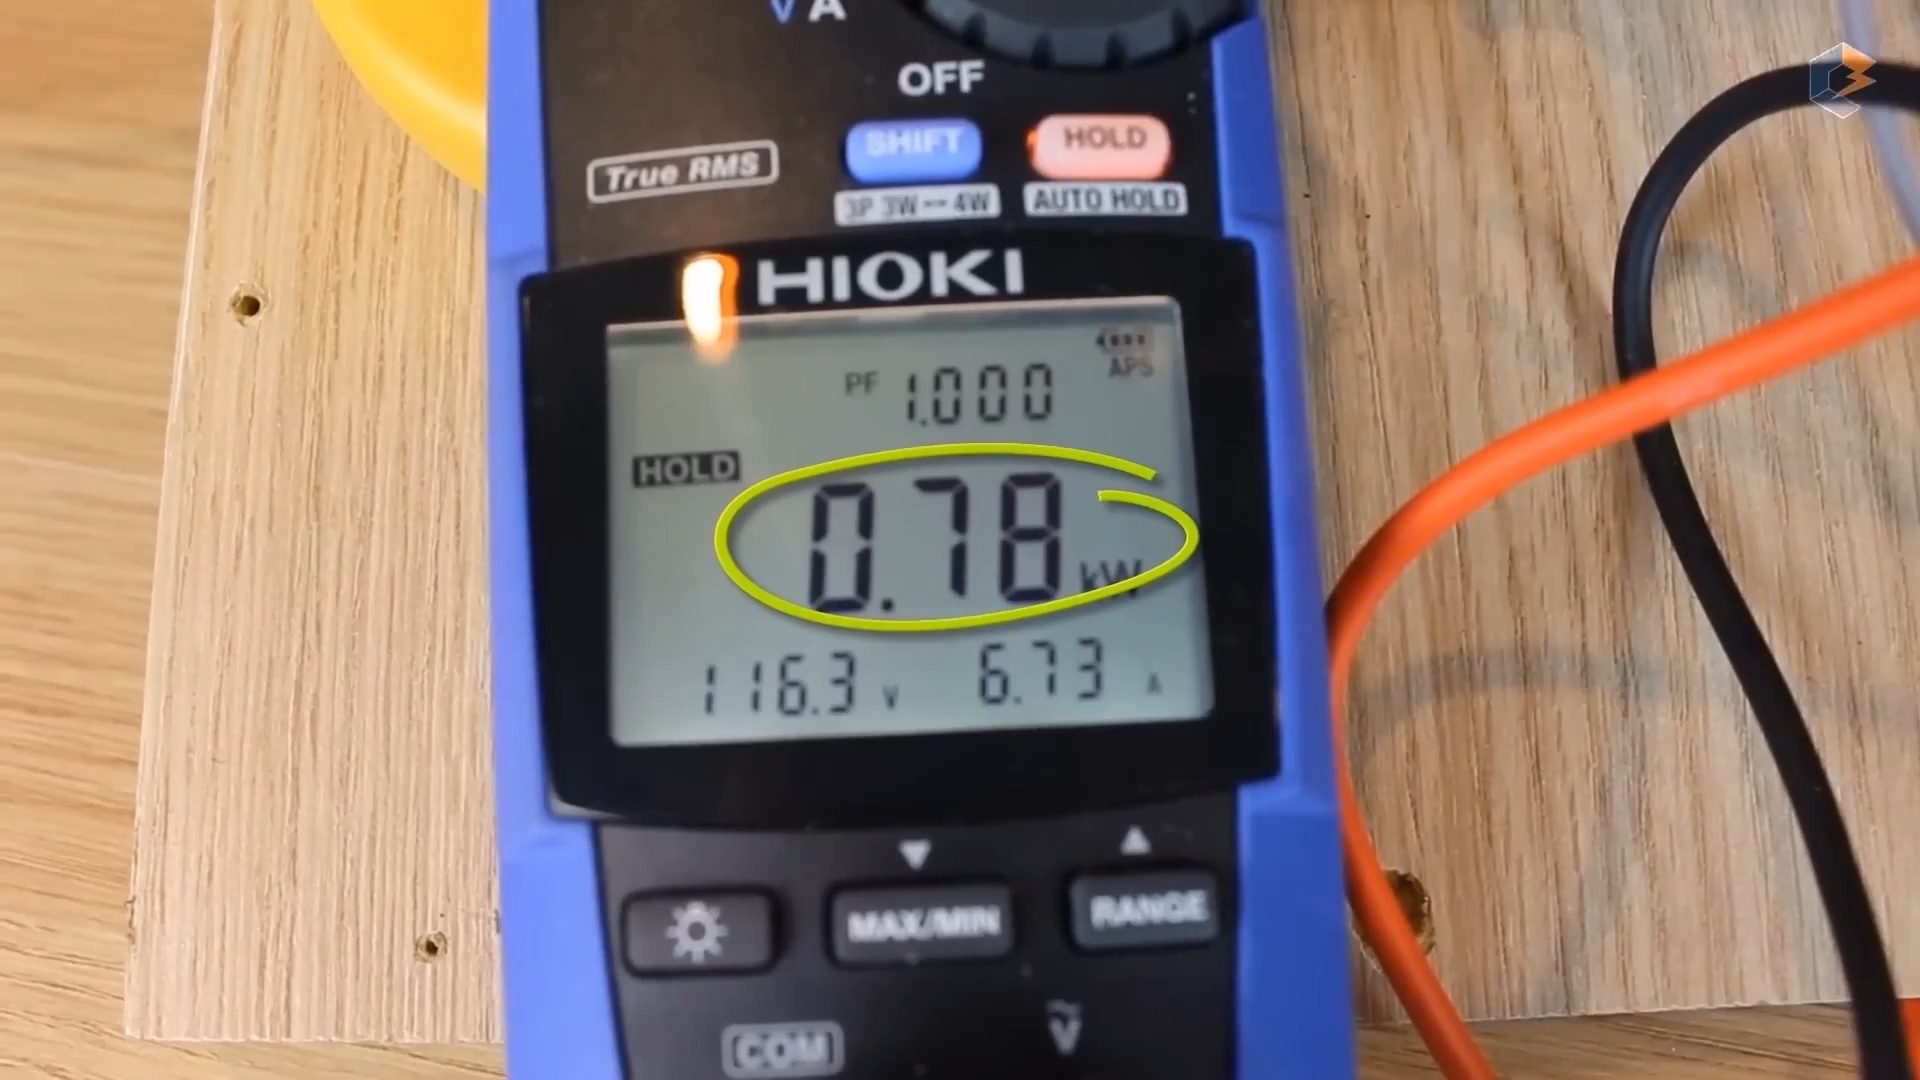 V A
OFF
SHIFT
HOLD
True RMS
3P 3W↔4W
AUTO HOLD
HIOKI
APS
PF 1.000
HOLD
0.78 kW
116.3 V 6.73 A
MAX/MIN
RANGE
COM
V